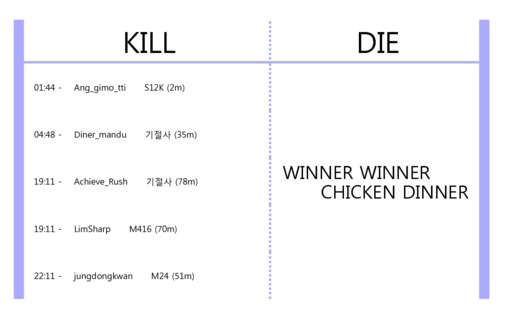 KILL
DIE
01:44 - Ang_gimo_tti S12K (2m)
04:48 - Diner_mandu 기절사 (35m)
19:11 - Achieve_Rush 기절사 (78m)
19:11 - LimSharp M416 (70m)
22:11 - jungdongkwan M24 (51m)
WINNER WINNER
CHICKEN DINNER